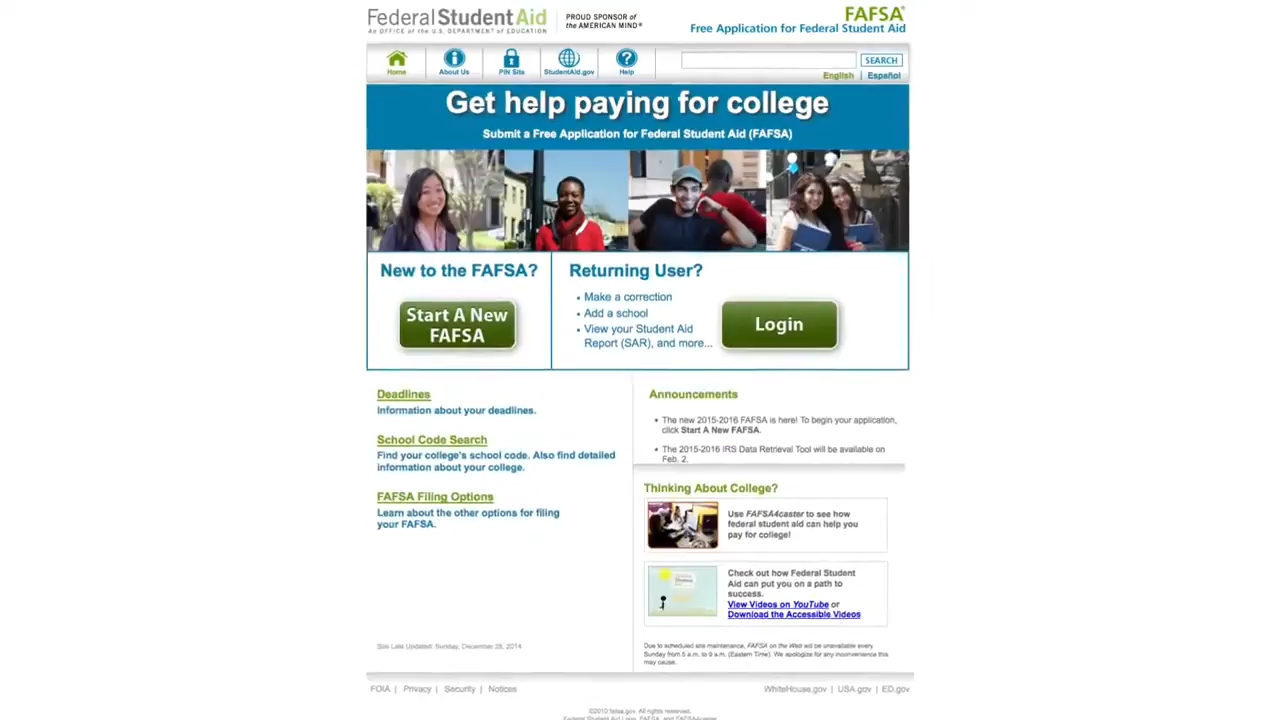 Federal Student Aid
An OFFICE of the U.S. DEPARTMENT of EDUCATION
PROUD SPONSOR of
the AMERICAN MIND®
FAFSA®
Free Application for Federal Student Aid
Home
About Us
PIN Site
StudentAid.gov
Help
SEARCH
English | Español
Get help paying for college
Submit a Free Application for Federal Student Aid (FAFSA)
New to the FAFSA?
Start A New
FAFSA
Returning User?
• Make a correction
• Add a school
• View your Student Aid
Report (SAR), and more...
Login
Deadlines
Information about your deadlines.
School Code Search
Find your college's school code. Also find detailed
information about your college.
FAFSA Filing Options
Learn about the other options for filing
your FAFSA.
Announcements
• The new 2015-2016 FAFSA is here! To begin your application,
click Start A New FAFSA.
• The 2015-2016 IRS Data Retrieval Tool will be available on
Feb. 2.
Thinking About College?
Use FAFSA4caster to see how
federal student aid can help you
pay for college!
Check out how Federal Student
Aid can put you on a path to
success.
View Videos on YouTube or
Download the Accessible Videos
Site Last Updated: Sunday, December 28, 2014
Due to scheduled site maintenance, FAFSA on the Web will be unavailable every
Sunday from 5 a.m. to 9 a.m. (Eastern Time). We apologize for any inconvenience this
may cause.
FOIA | Privacy | Security | Notices
WhiteHouse.gov | USA.gov | ED.gov
©2010 fafsa.gov. All rights reserved.